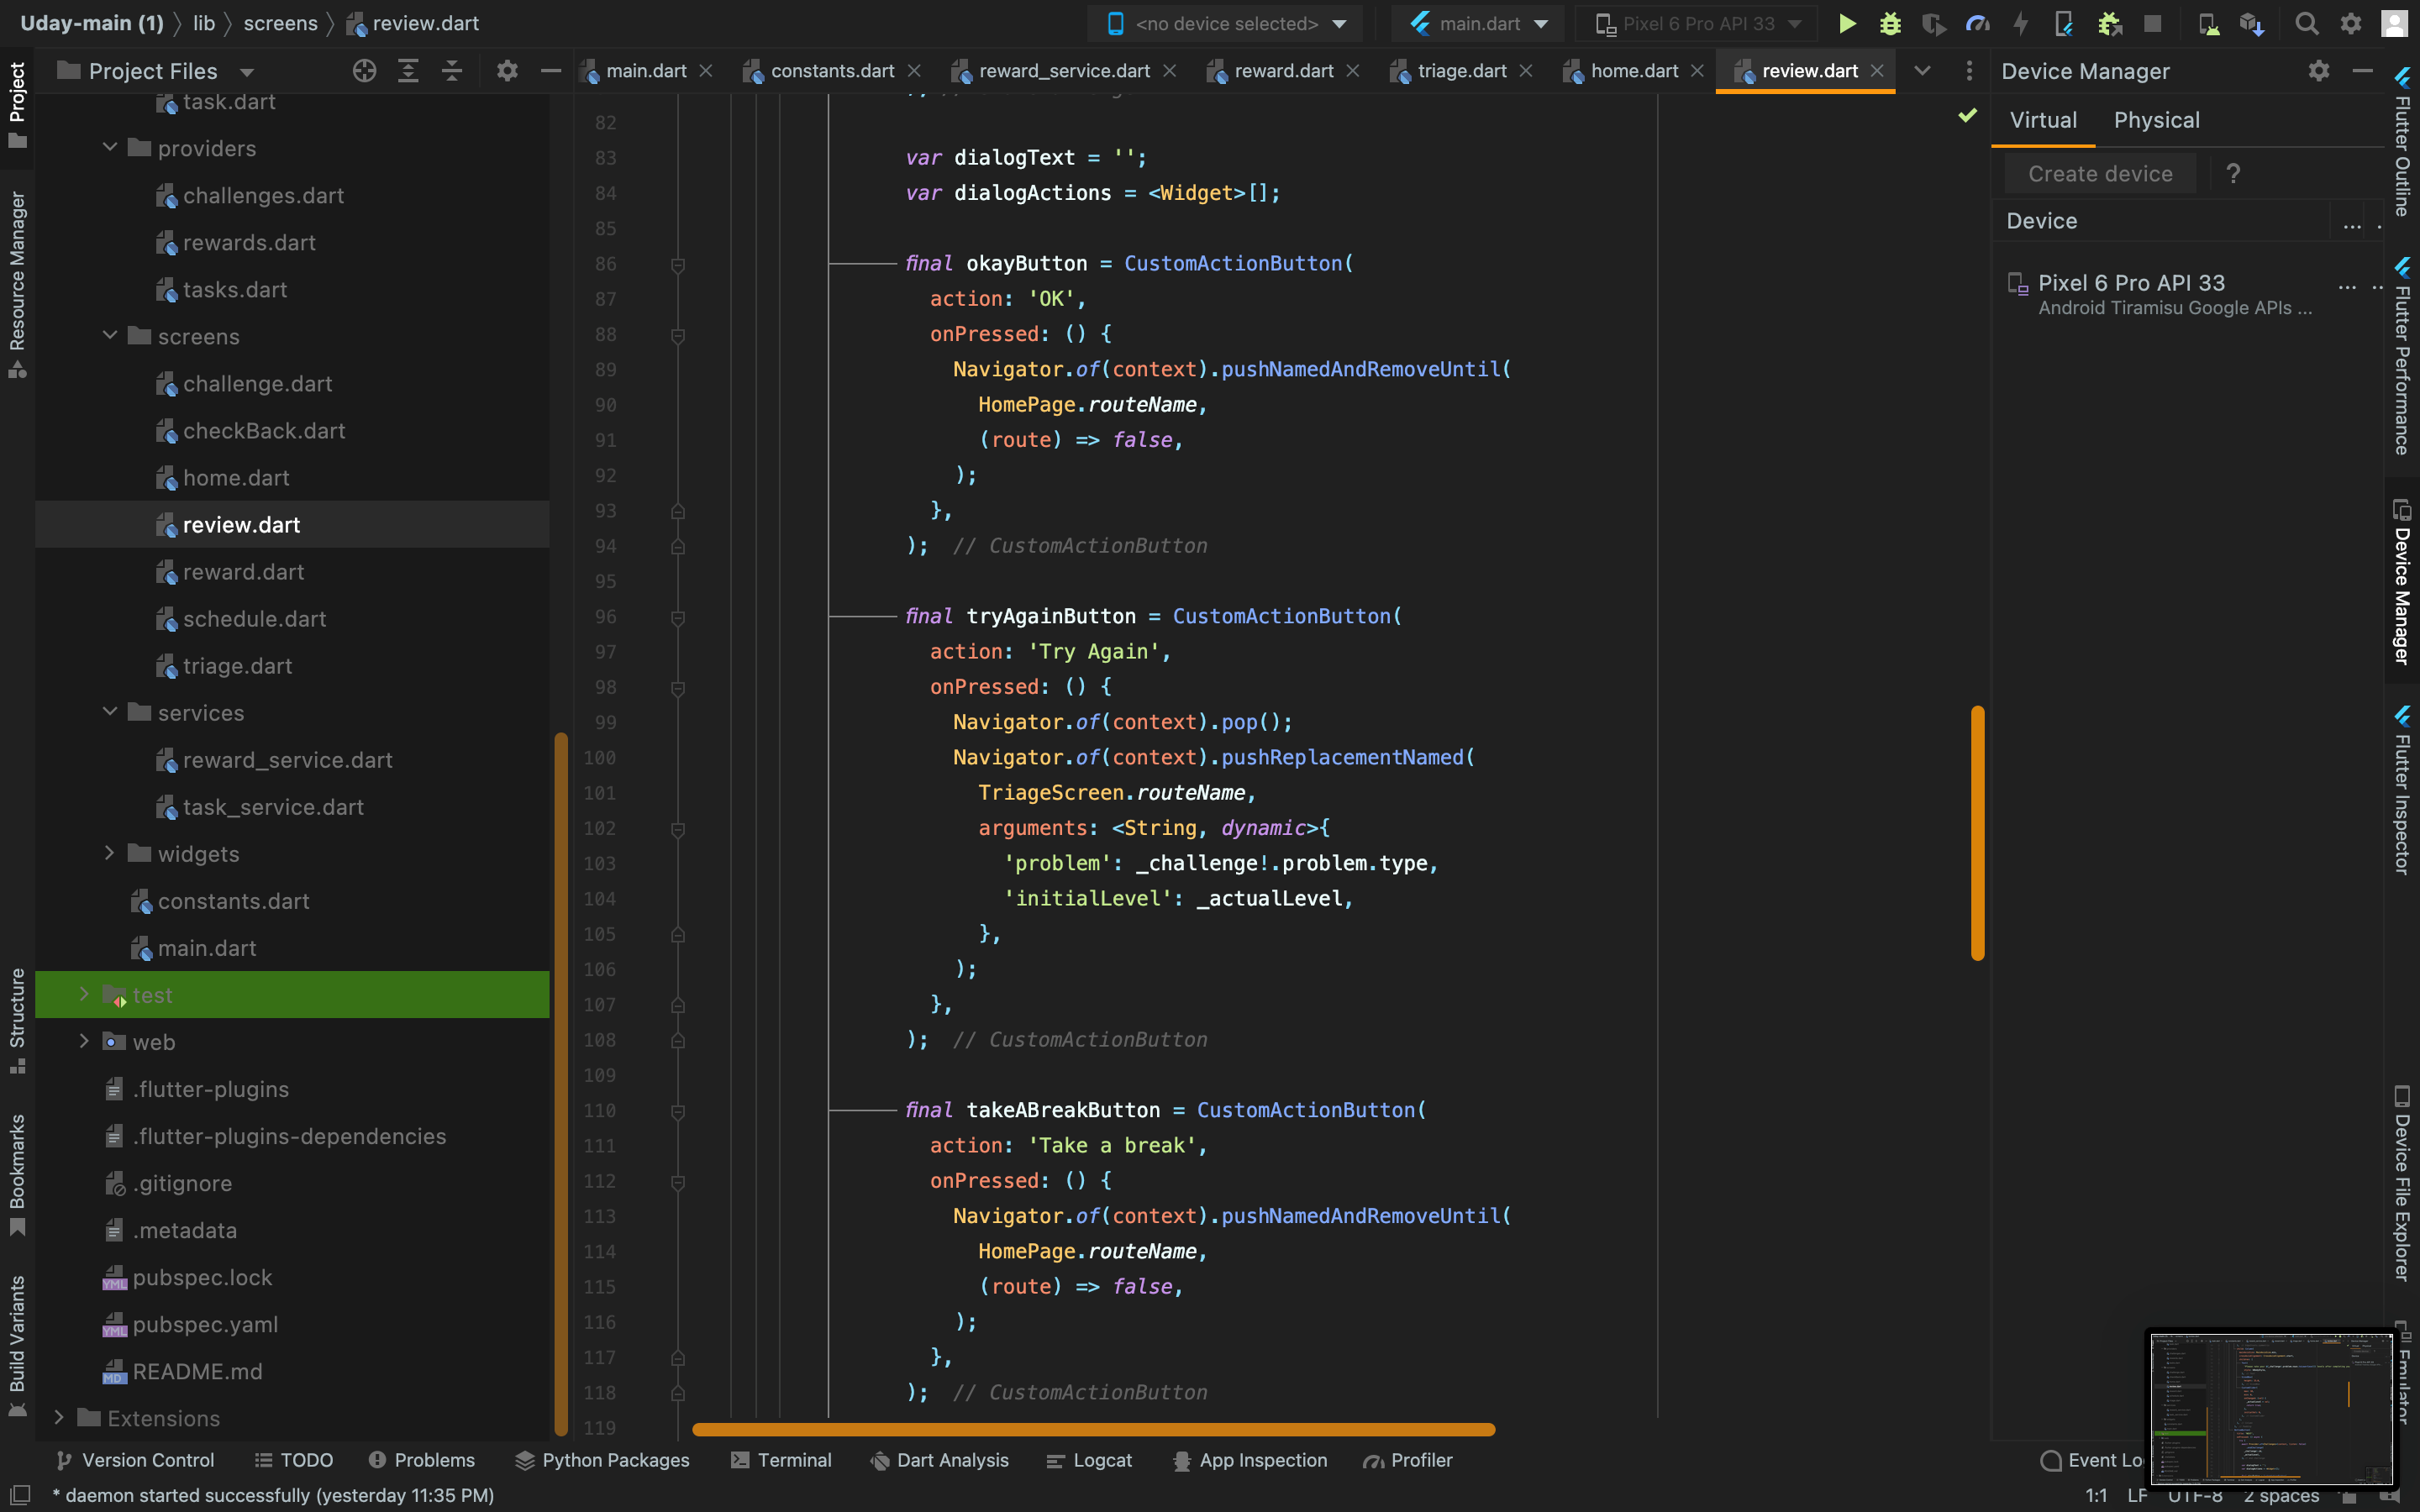 Uday-main (1) 〉 lib 〉 screens 〉 review.dart
<no device selected>
main.dart
Pixel 6 Pro API 33
Project
Resource Manager
Structure
Bookmarks
Build Variants
Project Files
task.dart
providers
challenges.dart
rewards.dart
tasks.dart
screens
challenge.dart
checkBack.dart
home.dart
review.dart
reward.dart
schedule.dart
triage.dart
services
reward_service.dart
task_service.dart
widgets
constants.dart
main.dart
test
web
.flutter-plugins
.flutter-plugins-dependencies
.gitignore
.metadata
pubspec.lock
pubspec.yaml
README.md
Extensions
main.dart constants.dart reward_service.dart reward.dart triage.dart home.dart review.dart
82
83 var dialogText = '';
84 var dialogActions = <Widget>[];
85
86 final okayButton = CustomActionButton(
87 action: 'OK',
88 onPressed: () {
89 Navigator.of(context).pushNamedAndRemoveUntil(
90 HomePage.routeName,
91 (route) => false,
92 );
93 },
94 ); // CustomActionButton
95
96 final tryAgainButton = CustomActionButton(
97 action: 'Try Again',
98 onPressed: () {
99 Navigator.of(context).pop();
100 Navigator.of(context).pushReplacementNamed(
101 TriageScreen.routeName,
102 arguments: <String, dynamic>{
103 'problem': _challenge!.problem.type,
104 'initialLevel': _actualLevel,
105 },
106 );
107 },
108 ); // CustomActionButton
109
110 final takeABreakButton = CustomActionButton(
111 action: 'Take a break',
112 onPressed: () {
113 Navigator.of(context).pushNamedAndRemoveUntil(
114 HomePage.routeName,
115 (route) => false,
116 );
117 },
118 ); // CustomActionButton
119
Device Manager
Virtual Physical
Create device ?
Device ...
Pixel 6 Pro API 33 ...
Android Tiramisu Google APIs ...
Flutter Outline
Flutter Performance
Device Manager
Flutter Inspector
Device File Explorer
Emulator
Version Control TODO Problems Python Packages Terminal Dart Analysis Logcat App Inspection Profiler Event Lo
* daemon started successfully (yesterday 11:35 PM)
1:1 LF UTF-8 2 spaces